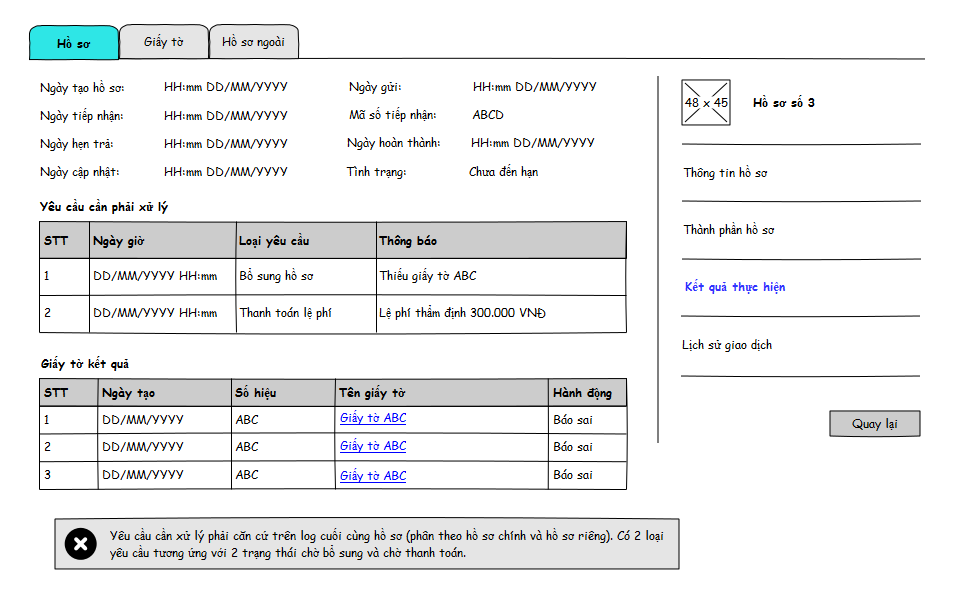 Hồ sơ Giấy tờ Hồ sơ ngoài
Ngày tạo hồ sơ: HH:mm DD/MM/YYYY Ngày gửi: HH:mm DD/MM/YYYY
Ngày tiếp nhận: HH:mm DD/MM/YYYY Mã số tiếp nhận: ABCD
Ngày hẹn trả: HH:mm DD/MM/YYYY Ngày hoàn thành: HH:mm DD/MM/YYYY
Ngày cập nhật: HH:mm DD/MM/YYYY Tình trạng: Chưa đến hạn
Yêu cầu cần phải xử lý
STT Ngày giờ Loại yêu cầu Thông báo
1 DD/MM/YYYY HH:mm Bổ sung hồ sơ Thiếu giấy tờ ABC
2 DD/MM/YYYY HH:mm Thanh toán lệ phí Lệ phí thẩm định 300.000 VNĐ
Giấy tờ kết quả
STT Ngày tạo Số hiệu Tên giấy tờ Hành động
1 DD/MM/YYYY ABC Giấy tờ ABC Báo sai
2 DD/MM/YYYY ABC Giấy tờ ABC Báo sai
3 DD/MM/YYYY ABC Giấy tờ ABC Báo sai
48 x 45 Hồ sơ số 3
Thông tin hồ sơ
Thành phần hồ sơ
Kết quả thực hiện
Lịch sử giao dịch
Quay lại
Yêu cầu cần xử lý phải căn cứ trên log cuối cùng hồ sơ (phân theo hồ sơ chính và hồ sơ riêng). Có 2 loại
yêu cầu tương ứng với 2 trạng thái chờ bổ sung và chờ thanh toán.